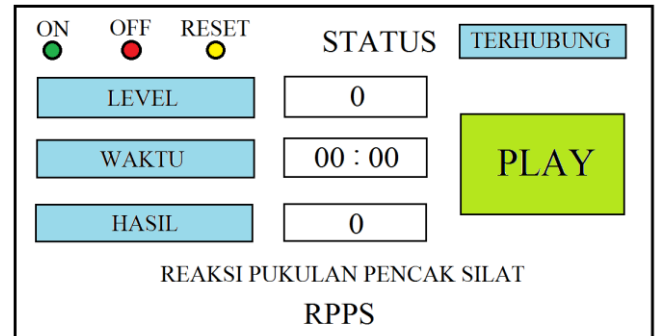 ON OFF RESET
STATUS TERHUBUNG
LEVEL 0
WAKTU 00 : 00
PLAY
HASIL 0
REAKSI PUKULAN PENCAK SILAT
RPPS